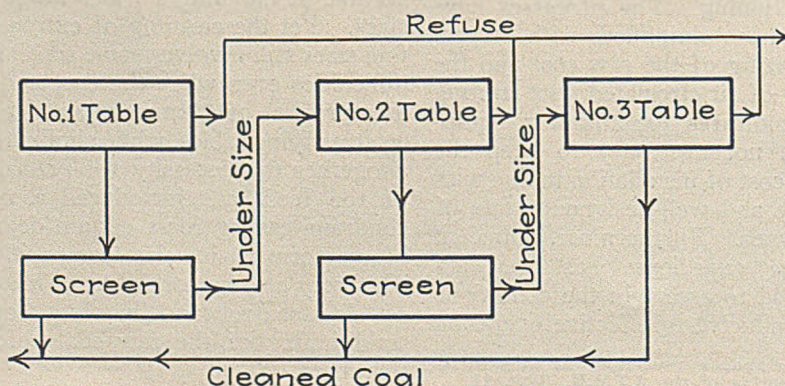 Refuse
No.1 Table
No.2 Table
No.3 Table
Under Size
Under Size
Screen
Screen
Cleaned Coal